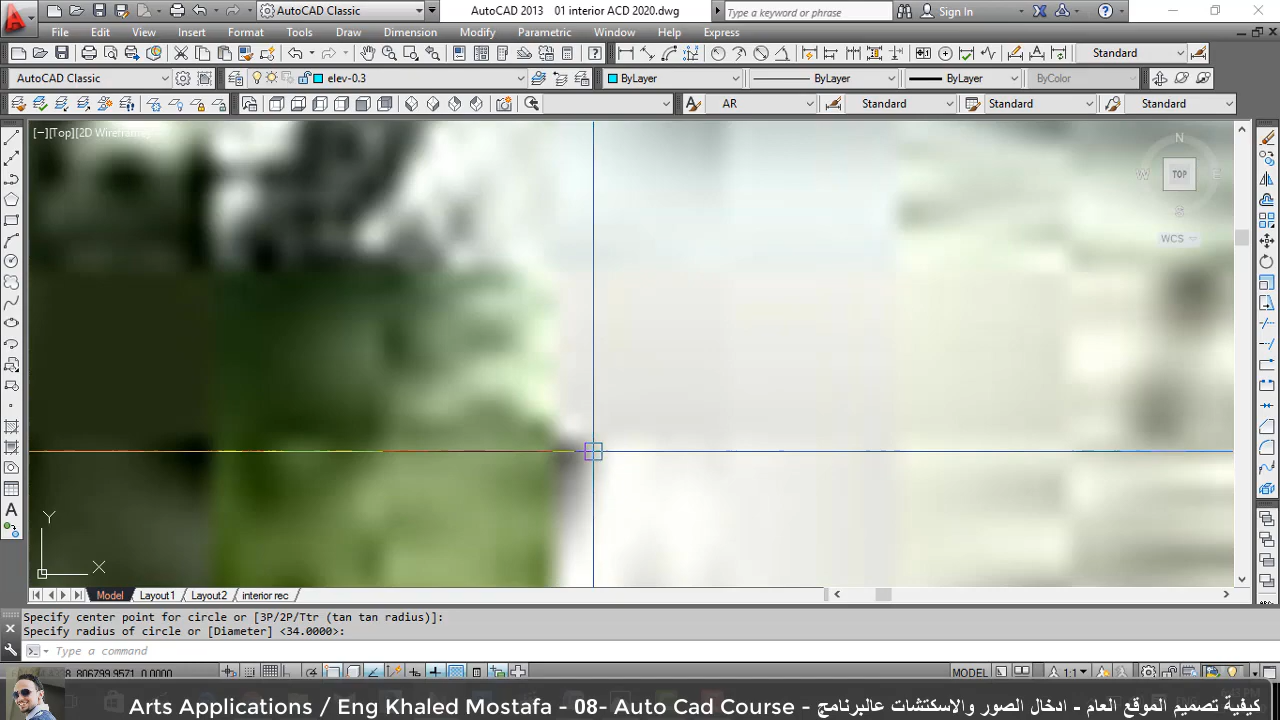 AutoCAD Classic
AutoCAD 2013 01 interior ACD 2020.dwg
Type a keyword or phrase
Sign In
File Edit View Insert Format Tools Draw Dimension Modify Parametric Window Help Express
Standard
AutoCAD Classic
elev-0.3
ByLayer
ByLayer
ByLayer
ByColor
AR
Standard
Standard
Standard
[−][Top][2D Wireframe]
N
W TOP E
S
WCS
Y
X
Model Layout1 Layout2 interior rec
Specify center point for circle or [3P/2P/Ttr (tan tan radius)]:
Specify radius of circle or [Diameter] <34.0000>:
Type a command
806799.9510, 0.0000
MODEL
1:1
Arts Applications / Eng Khaled Mostafa - 08- Auto Cad Course - كيفية تصميم الموقع العام - ادخال الصور والاسكتشات عالبرنامج